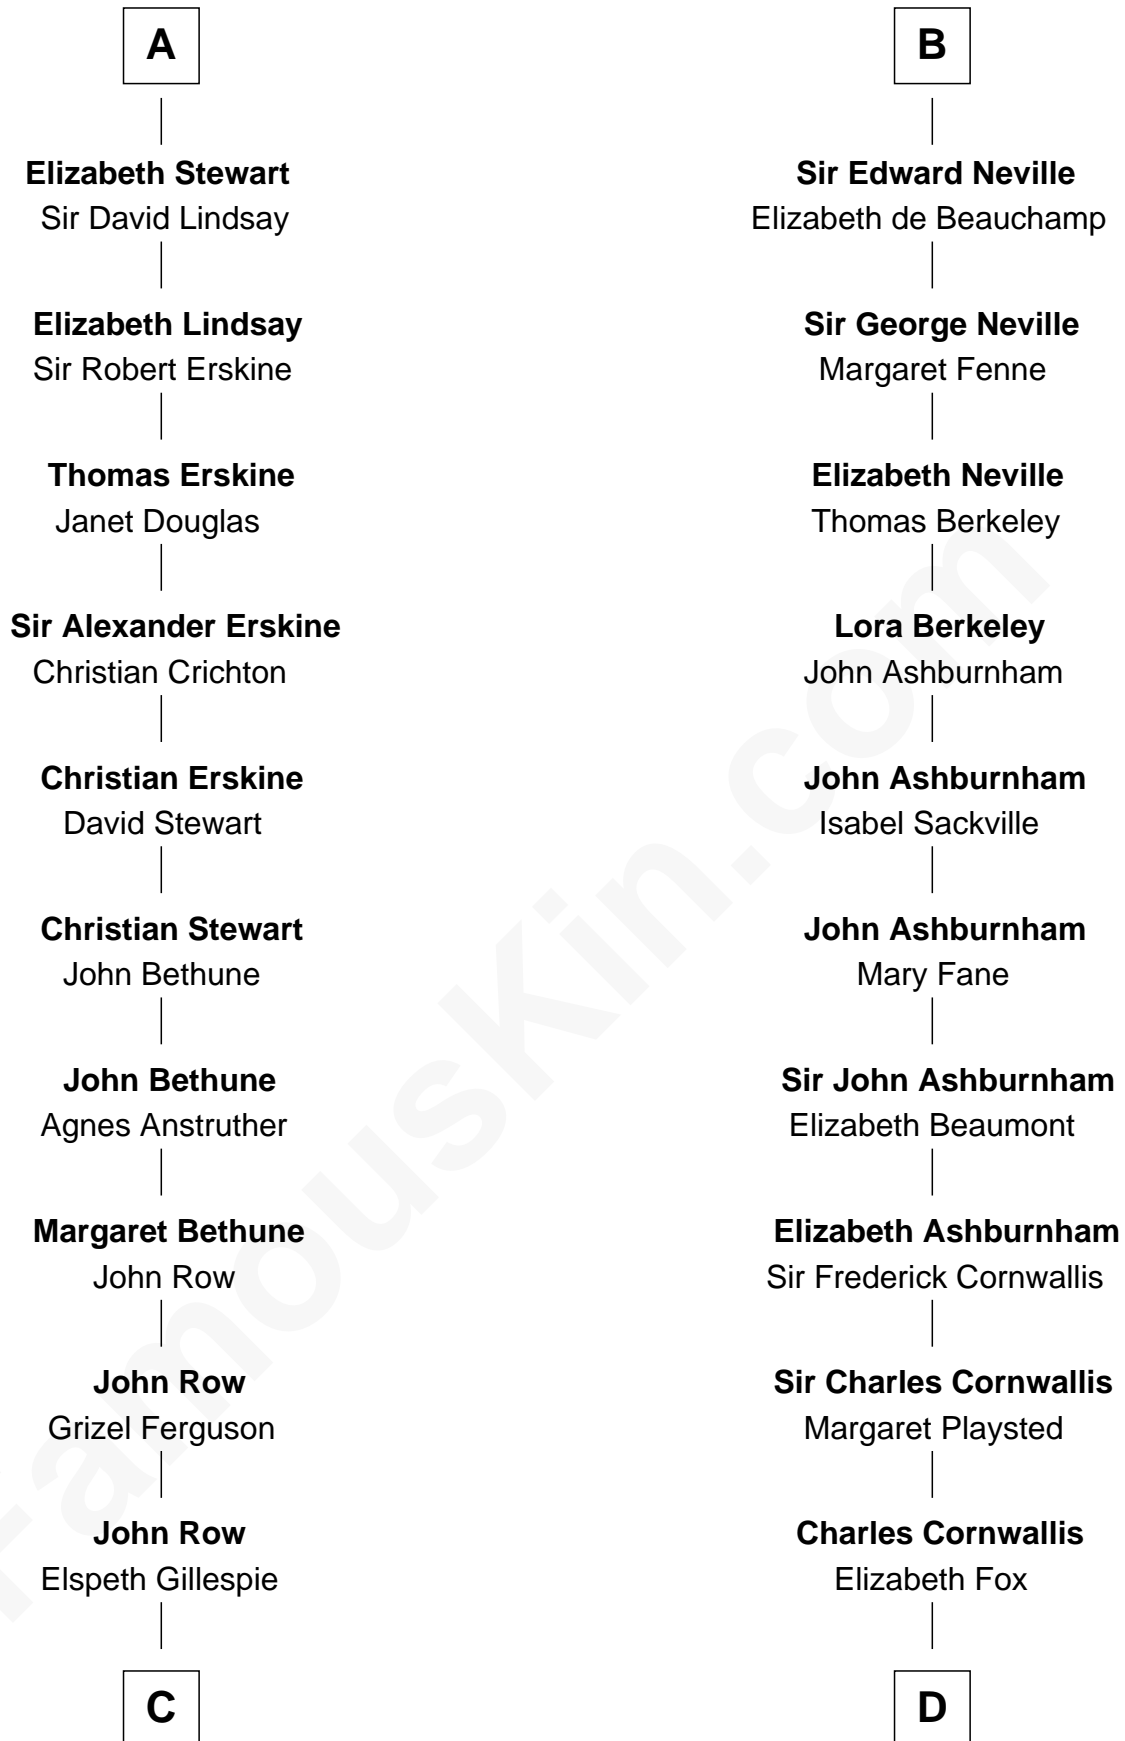 A
Elizabeth Stewart
Sir David Lindsay
Elizabeth Lindsay
Sir Robert Erskine
Thomas Erskine
Janet Douglas
Sir Alexander Erskine
Christian Crichton
Christian Erskine
David Stewart
Christian Stewart
John Bethune
John Bethune
Agnes Anstruther
Margaret Bethune
John Row
John Row
Grizel Ferguson
John Row
Elspeth Gillespie
C
B
Sir Edward Neville
Elizabeth de Beauchamp
Sir George Neville
Margaret Fenne
Elizabeth Neville
Thomas Berkeley
Lora Berkeley
John Ashburnham
John Ashburnham
Isabel Sackville
John Ashburnham
Mary Fane
Sir John Ashburnham
Elizabeth Beaumont
Elizabeth Ashburnham
Sir Frederick Cornwallis
Sir Charles Cornwallis
Margaret Playsted
Charles Cornwallis
Elizabeth Fox
D
FamousKin.com